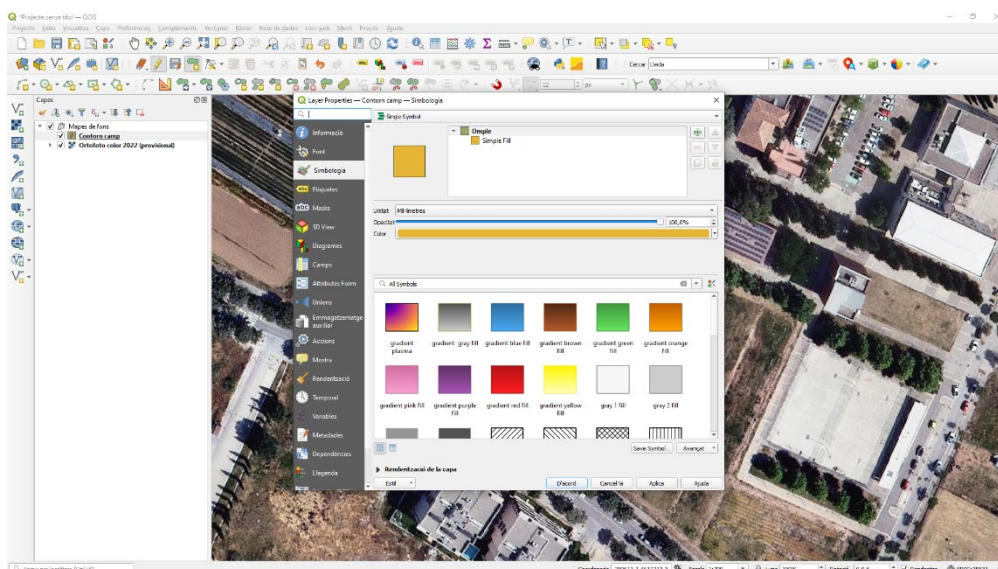 *Projecte sense títol — QGIS
Projecte Edita Visualitza Capa Preferències Complements Vectorial Ràster Base de dades Lloc web Mesh Procés Ajuda
Cercar Lleida
12 px
Capes
Mapes de fons
Contorn camp
Ortofoto color 2022 (provisional)
Layer Properties — Contorn camp — Simbologia
Informació
Font
Simbologia
Etiquetes
Masks
3D View
Diagrames
Camps
Attributes Form
Unions
Emmagatzematge auxiliar
Accions
Mostra
Renderització
Temporal
Variables
Metadades
Dependències
Llegenda
Single Symbol
Omple
Simple Fill
Unitat Mil·límetres
Opacitat 100,0%
Color
All Symbols
gradient plasma
gradient gray fill
gradient blue fill
gradient brown fill
gradient green fill
gradient orange fill
gradient pink fill
gradient purple fill
gradient red fill
gradient yellow fill
gray 1 fill
gray 2 fill
Save Symbol... Avançat
Renderització de la capa
Estil D'acord Cancel·la Aplica Ajuda